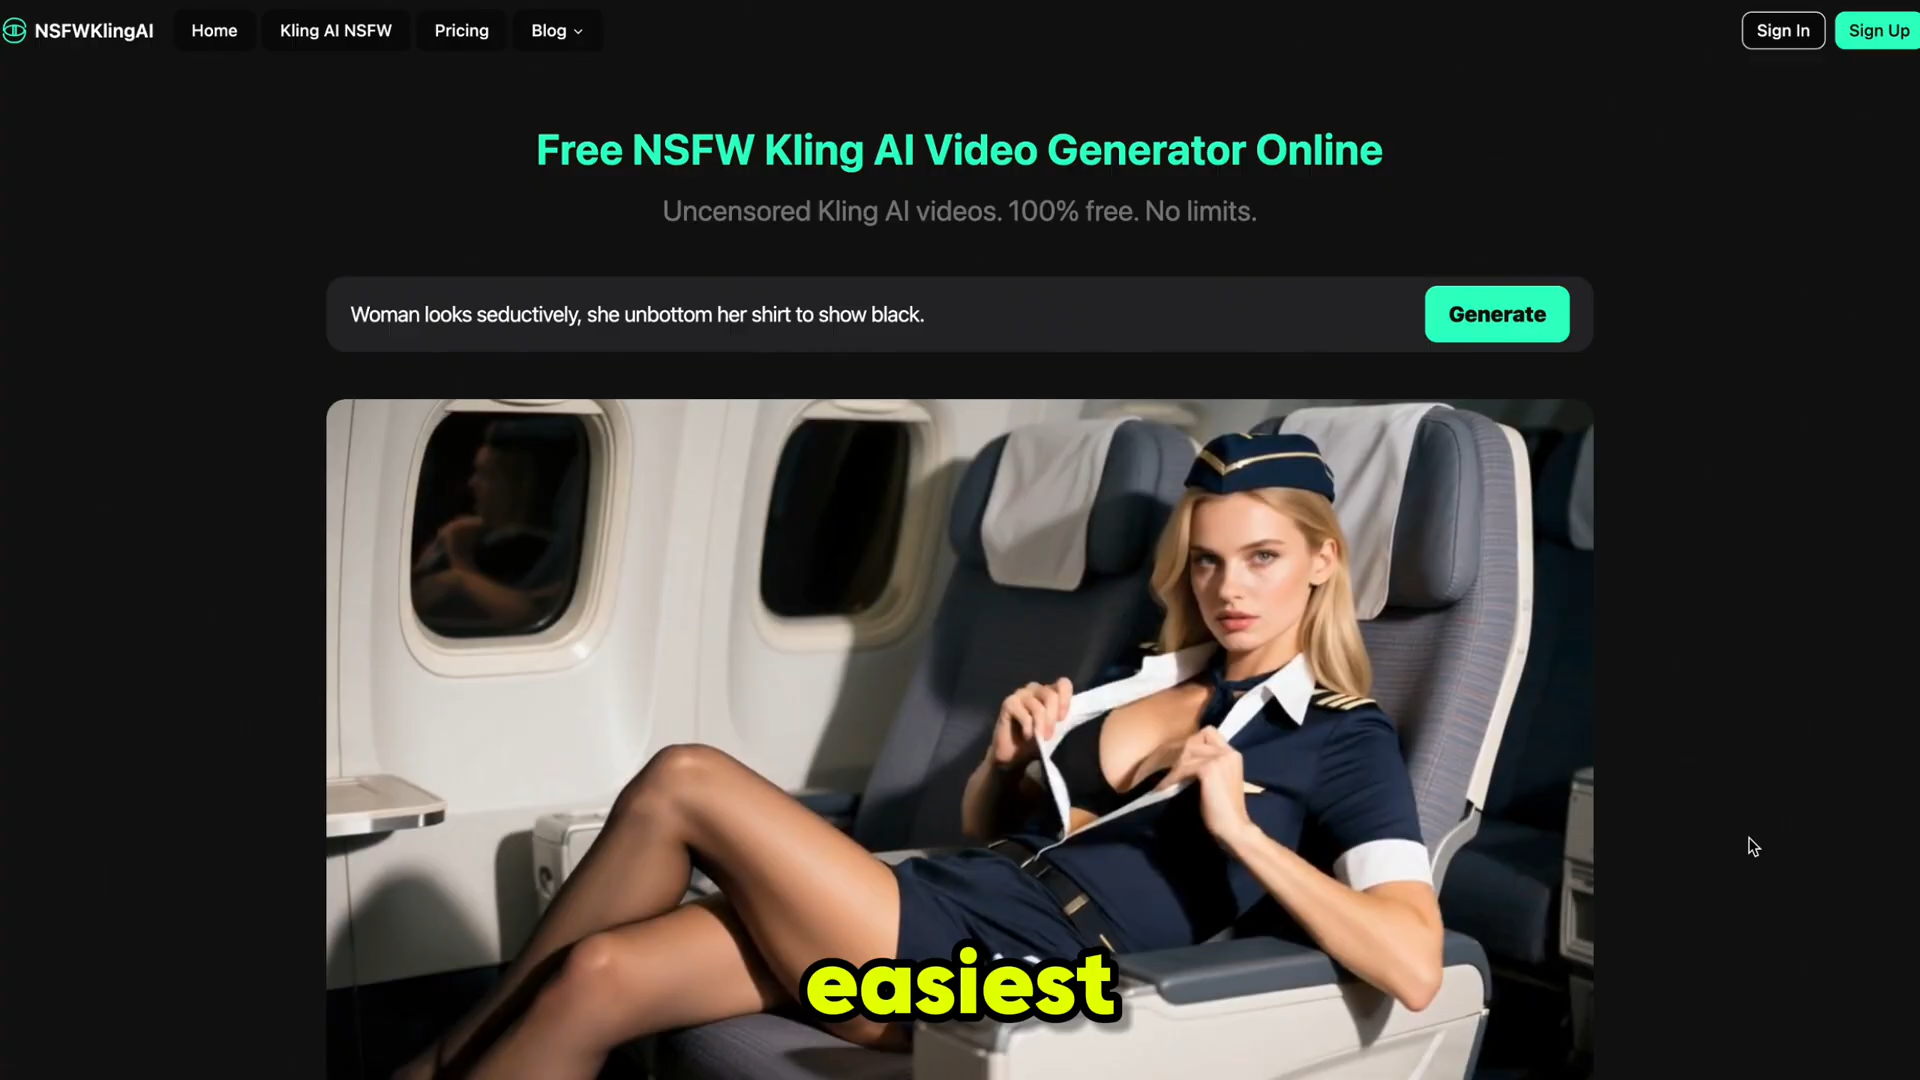 NSFWKlingAI
Home
Kling AI NSFW
Pricing
Blog
Sign In
Sign Up
Free NSFW Kling AI Video Generator Online
Uncensored Kling AI videos. 100% free. No limits.
Woman looks seductively, she unbottom her shirt to show black.
Generate
easiest